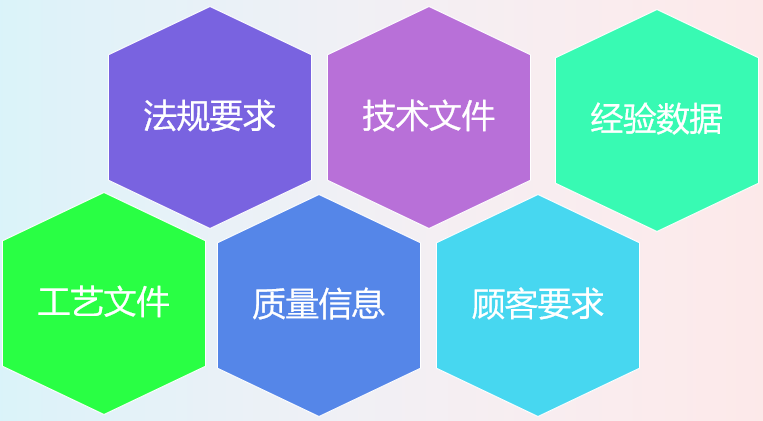 法规要求
技术文件
经验数据
工艺文件
质量信息
顾客要求